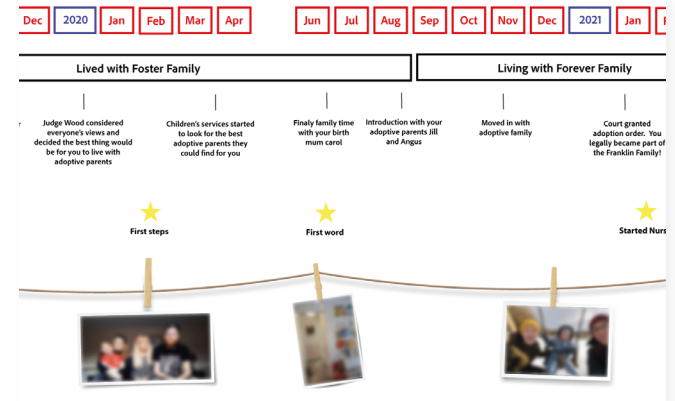 Dec 2020 Jan Feb Mar Apr Jun Jul Aug Sep Oct Nov Dec 2021 Jan
Lived with Foster Family
Living with Forever Family
Judge Wood considered
everyone's views and
decided the best thing would
be for you to live with
adoptive parents
Children's services started
to look for the best
adoptive parents they
could find for you
Finaly family time
with your birth
mum carol
Introduction with your
adoptive parents Jill
and Angus
Moved in with
adoptive family
Court granted
adoption order. You
legally became part of
the Franklin Family!
First steps
First word
Started Nurs